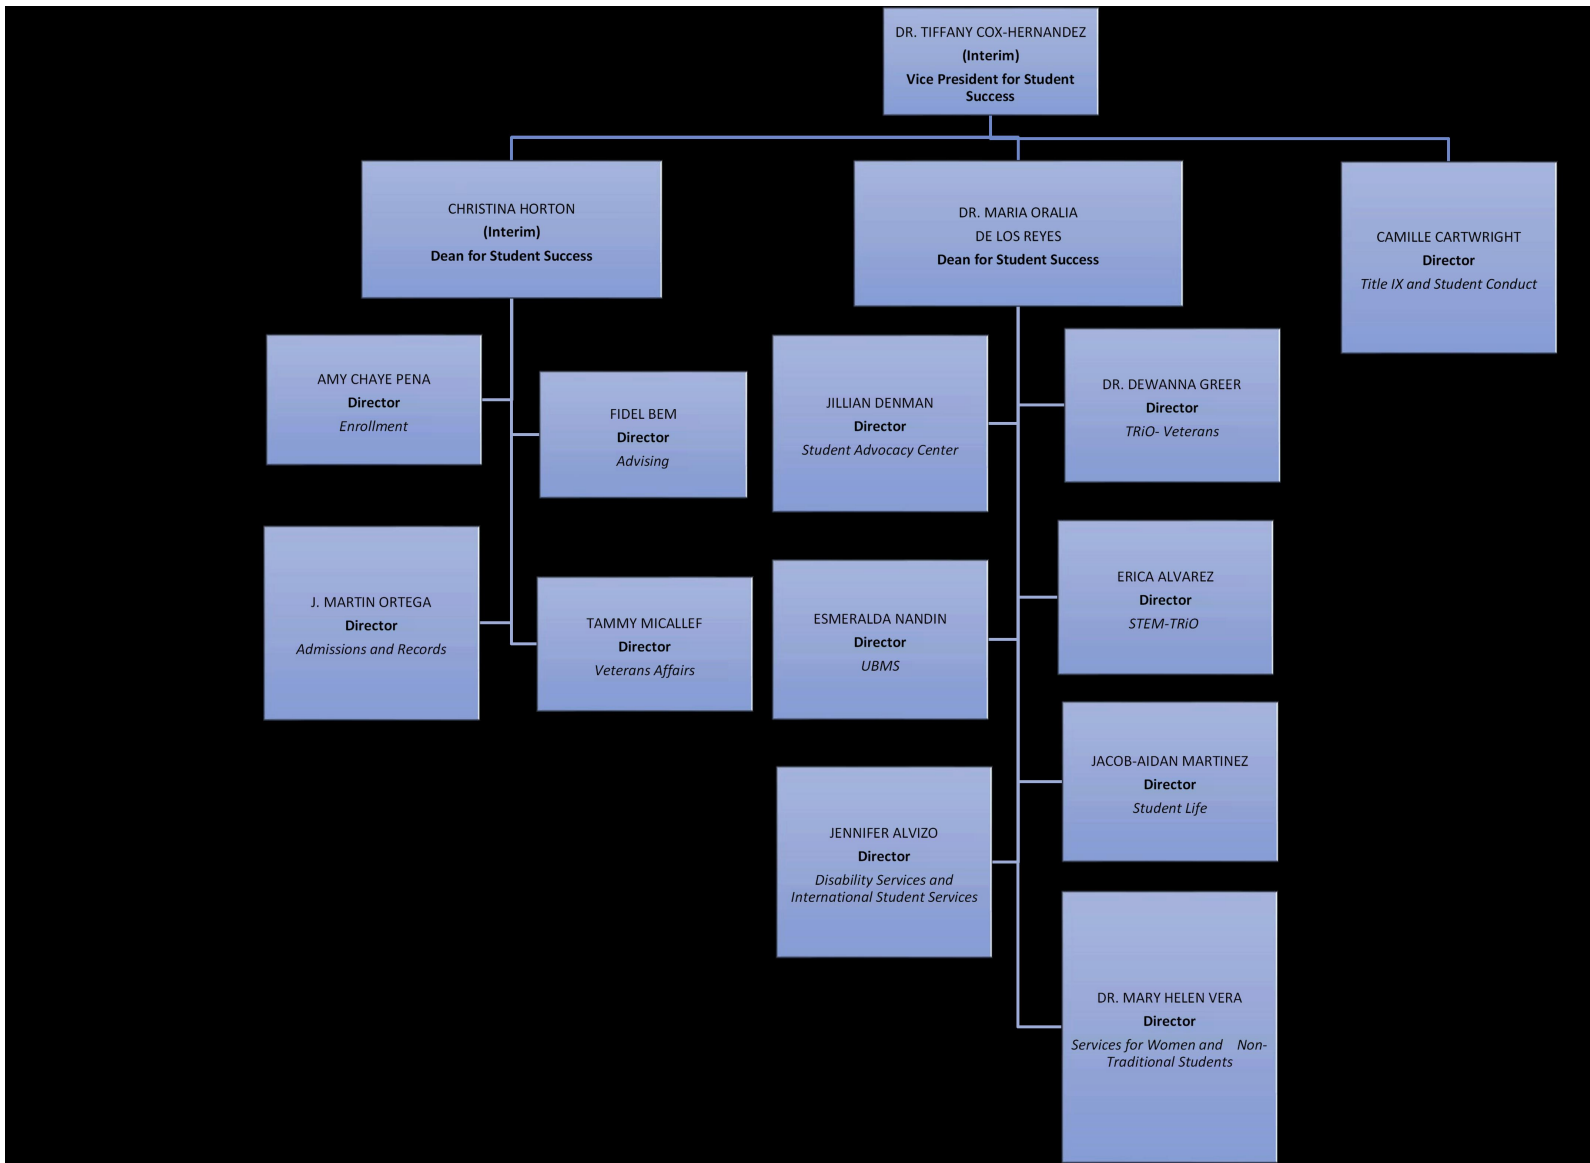 DR. TIFFANY COX-HERNANDEZ
(Interim)
Vice President for Student
Success
CHRISTINA HORTON
(Interim)
Dean for Student Success
DR. MARIA ORALIA
DE LOS REYES
Dean for Student Success
CAMILLE CARTWRIGHT
Director
Title IX and Student Conduct
AMY CHAYE PENA
Director
Enrollment
FIDEL BEM
Director
Advising
J. MARTIN ORTEGA
Director
Admissions and Records
TAMMY MICALLEF
Director
Veterans Affairs
JILLIAN DENMAN
Director
Student Advocacy Center
DR. DEWANNA GREER
Director
TRiO- Veterans
ESMERALDA NANDIN
Director
UBMS
ERICA ALVAREZ
Director
STEM-TRiO
JACOB-AIDAN MARTINEZ
Director
Student Life
JENNIFER ALVIZO
Director
Disability Services and
International Student Services
DR. MARY HELEN VERA
Director
Services for Women and Non-
Traditional Students